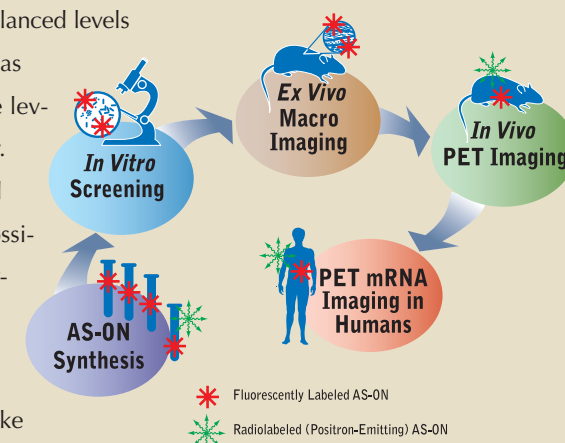 lanced levels
as
e lev-
r.
l
ossi-
r-
ke
In Vitro
Screening
Ex Vivo
Macro
Imaging
In Vivo
PET Imaging
PET mRNA
Imaging in
Humans
AS-ON
Synthesis
Fluorescently Labeled AS-ON
Radiolabeled (Positron-Emitting) AS-ON